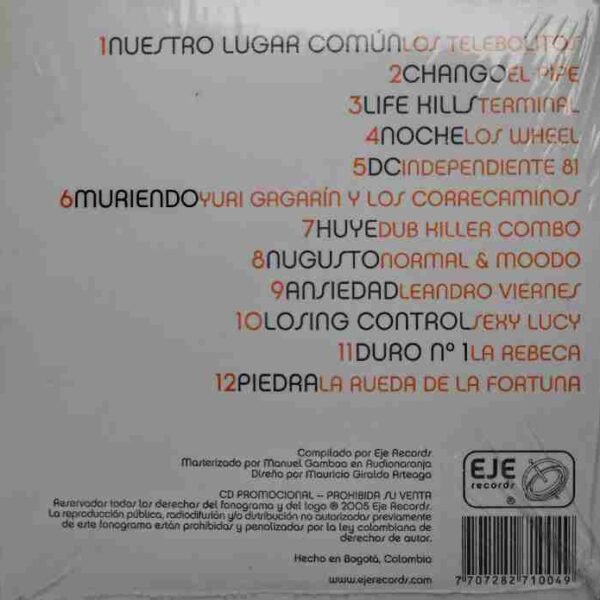 1NUESTRO LUGAR COMÚNLOS TELEBOLITOS
2CHANGOEL PIPE
3LIFE KILLSTERMINAL
4NOCHELOS WHEEL
5DCINDEPENDIENTE 81
6MURIENDOYURI GAGARÍN Y LOS CORRECAMINOS
7HUYEDUB KILLER COMBO
8NUGUSTONORMAL & MOODO
9ANSIEDADLEANDRO VIERNES
10LOSING CONTROLSEXY LUCY
11DURO Nº 1LA REBECA
12PIEDRALA RUEDA DE LA FORTUNA
Compilado por Eje Records
Masterizado por Manuel Gamboa en Audionaranja
Diseño por Mauricio Giraldo Arteaga
CD PROMOCIONAL – PROHIBIDA SU VENTA
Reservados todos los derechos del fonograma y del logo ® 2005 Eje Records.
La reproducción pública, radiodifusión y/o distribución no autorizadas previamente
de este fonograma están prohibidas y penalizadas por la ley colombiana de
derechos de autor.
Hecho en Bogotá, Colombia
www.ejerecords.com
EJE
records
®
7 707282 710049